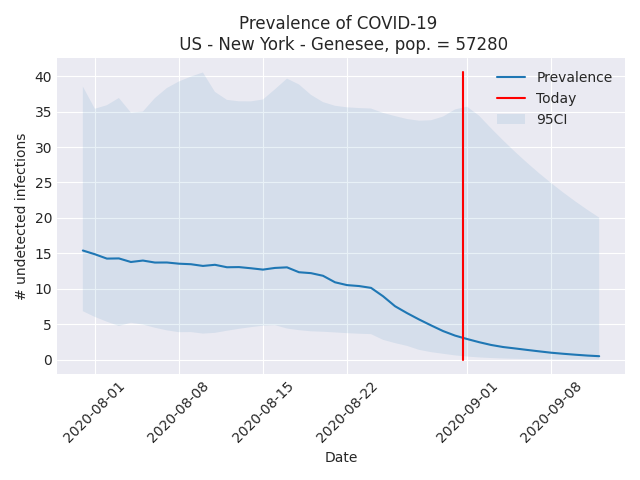 Prevalence of COVID-19
US - New York - Genesee, pop. = 57280
Prevalence
Today
95CI
# undetected infections
40
35
30
25
20
15
10
5
0
2020-08-01
2020-08-08
2020-08-15
2020-08-22
2020-09-01
2020-09-08
Date